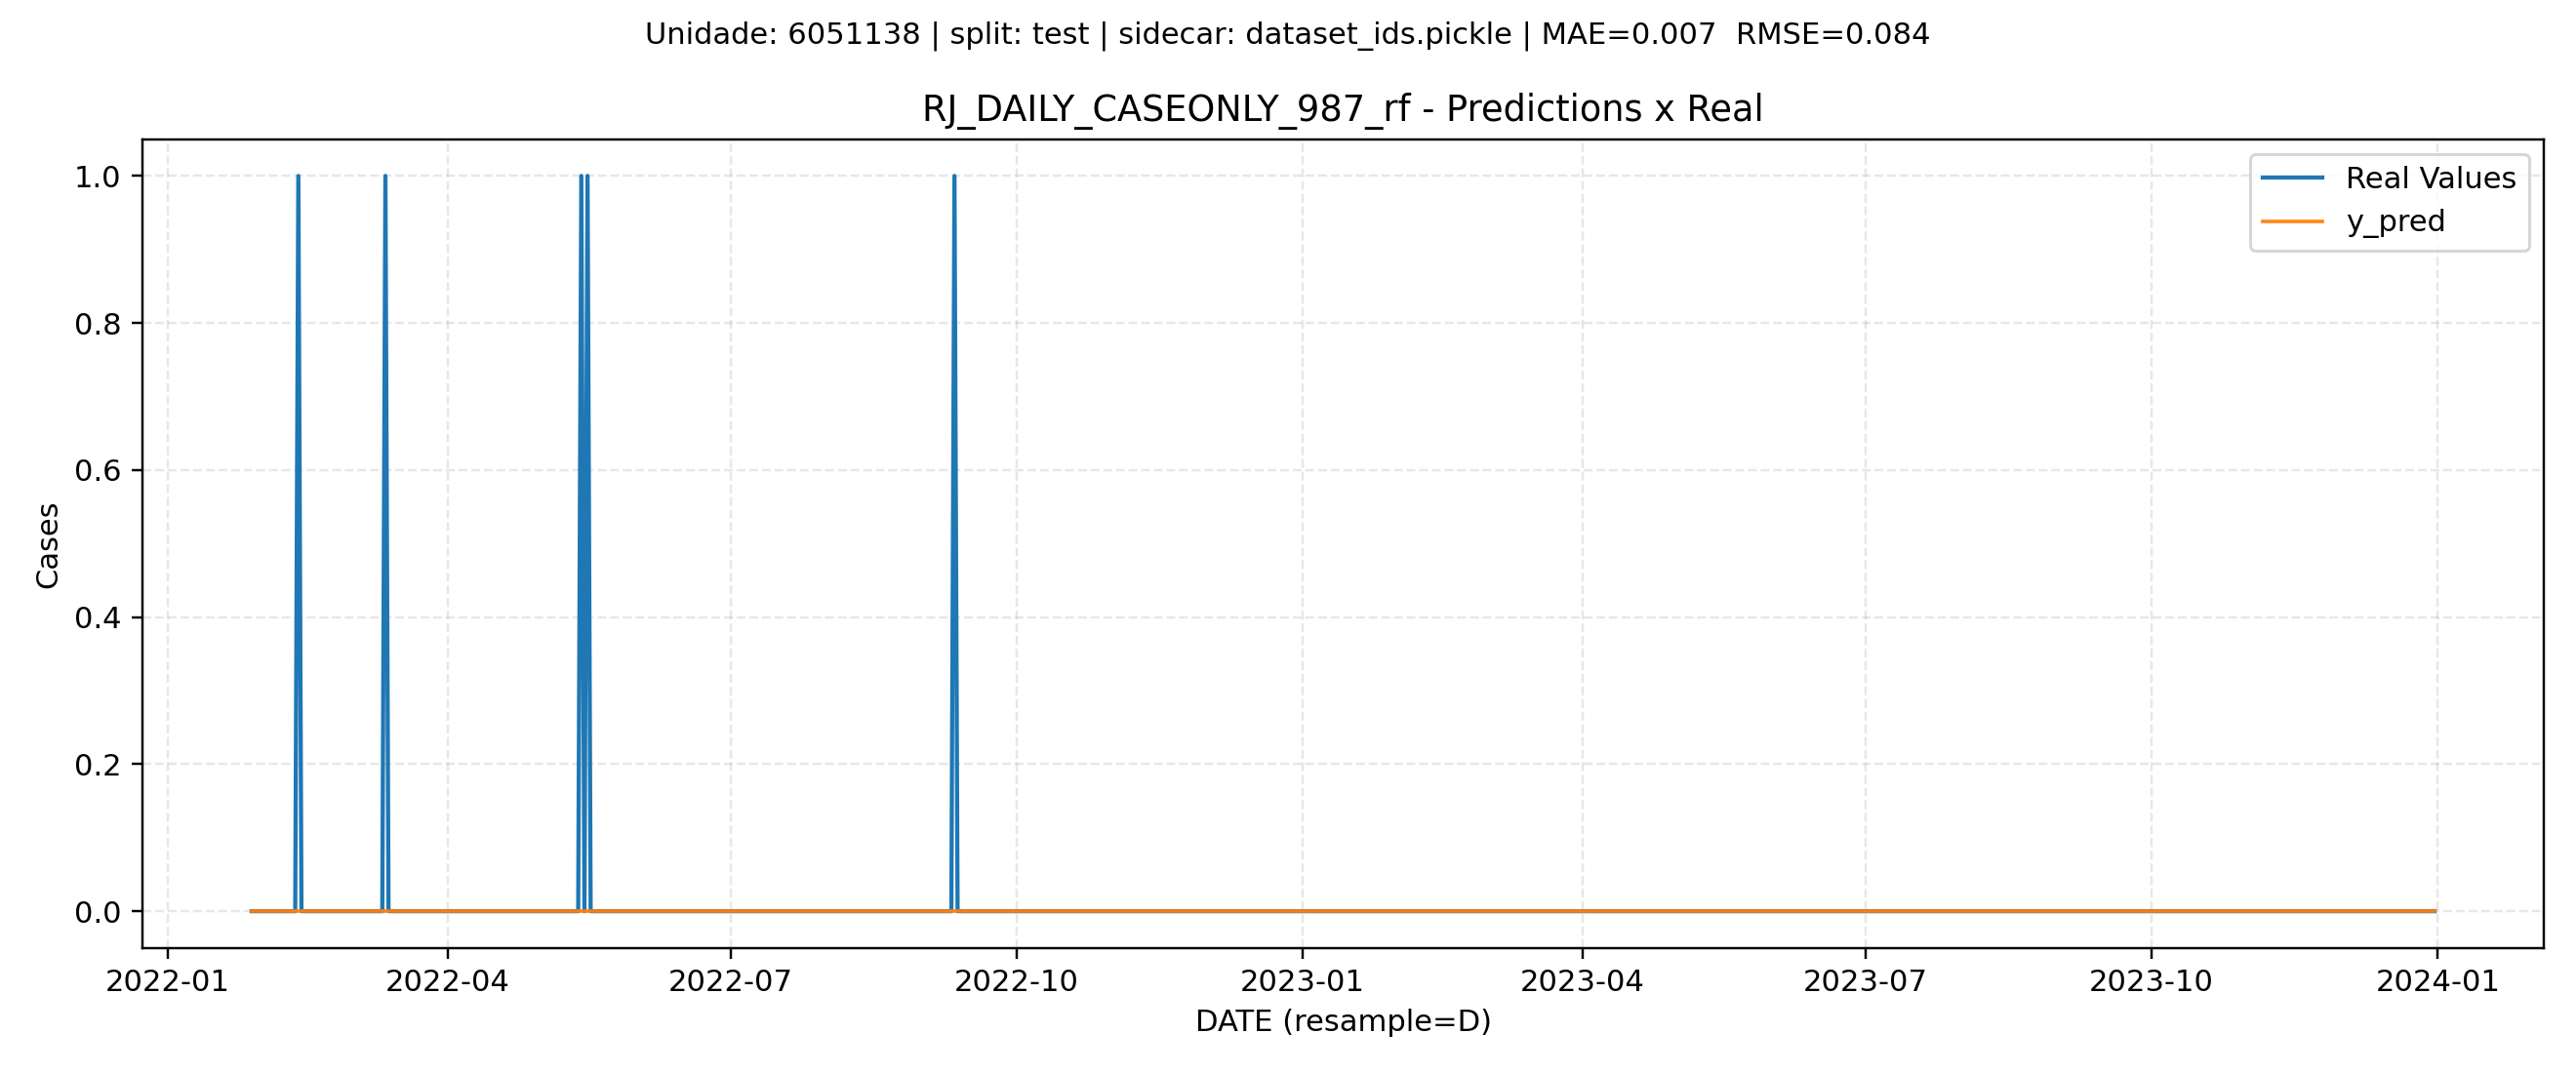 Unidade: 6051138 | split: test | sidecar: dataset_ids.pickle | MAE=0.007  RMSE=0.084
RJ_DAILY_CASEONLY_987_rf - Predictions x Real
Real Values
y_pred
Cases
1.0
0.8
0.6
0.4
0.2
0.0
2022-01 2022-04 2022-07 2022-10 2023-01 2023-04 2023-07 2023-10 2024-01
DATE (resample=D)